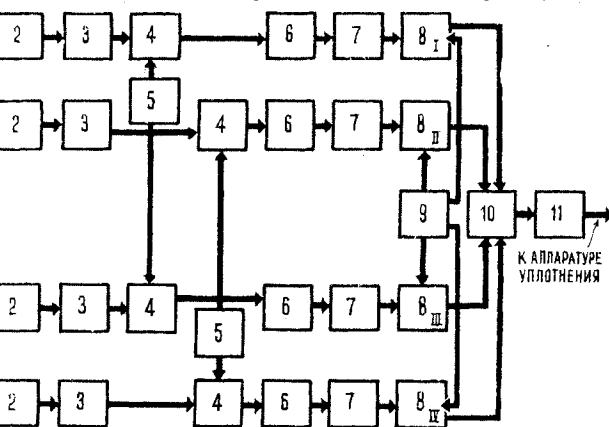 2 3 4 6 7 8 I
5
2 3 4 6 7 8 II
9 10 11
К АППАРАТУРЕ
УПЛОТНЕНИЯ
2 3 4 6 7 8 III
5
2 3 4 6 7 8 IV